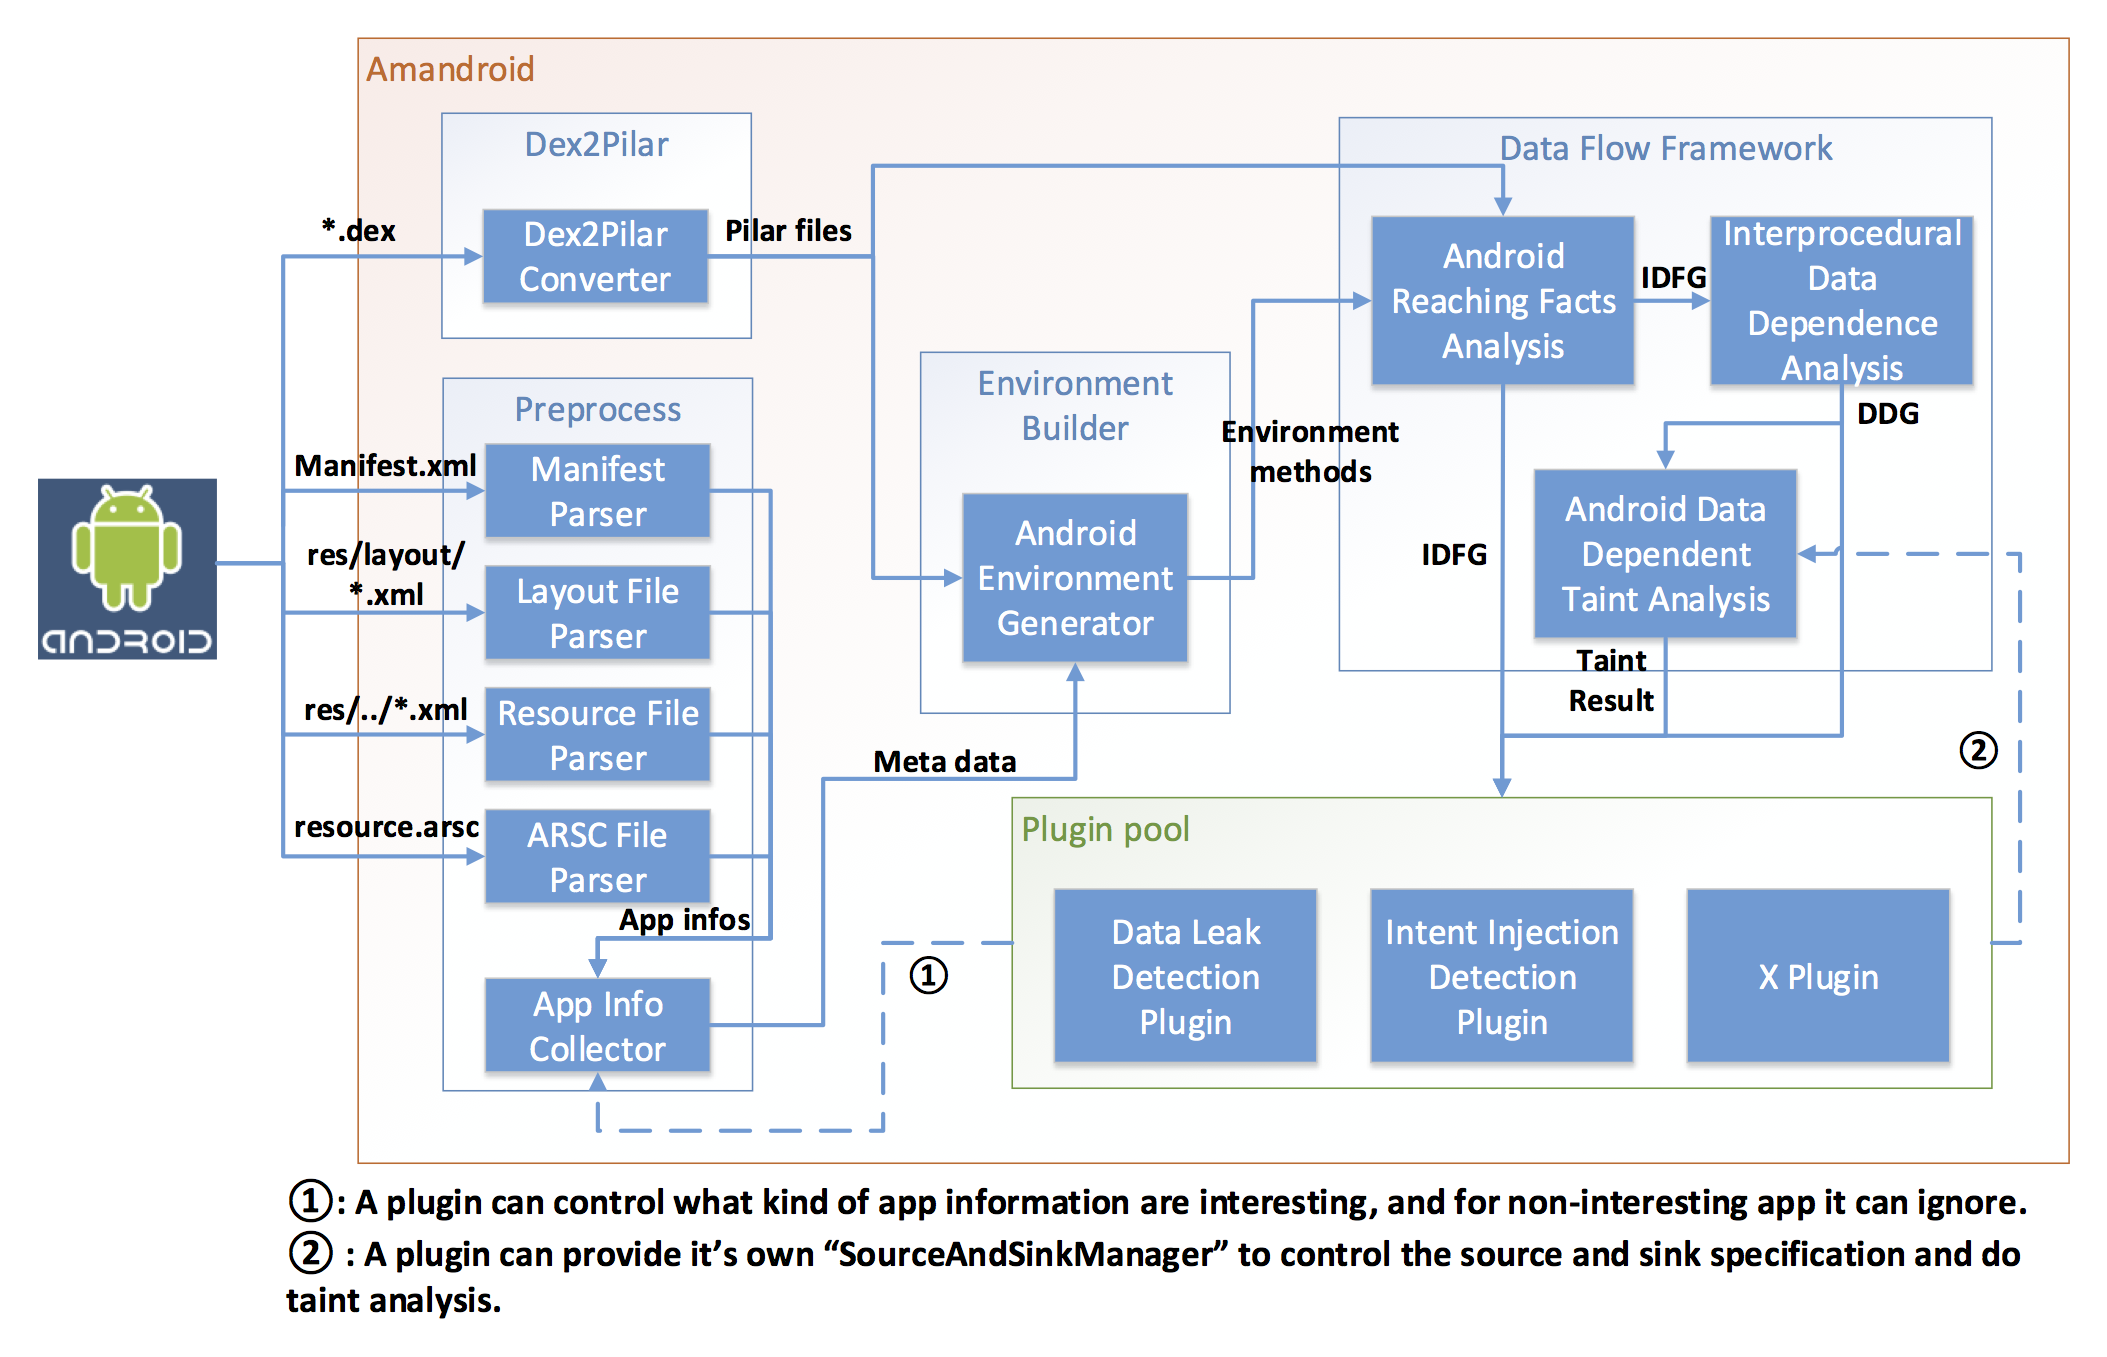 Amandroid
Dex2Pilar
Data Flow Framework
*.dex
Dex2Pilar
Converter
Pilar files
Android
Reaching Facts
Analysis
IDFG
Interprocedural
Data
Dependence
Analysis
Preprocess
Environment
Builder
Environment
methods
DDG
Manifest.xml
Manifest
Parser
Android
Environment
Generator
IDFG
Android Data
Dependent
Taint Analysis
res/layout/
*.xml
Layout File
Parser
ANDROID
Taint
Result
res/../*.xml
Resource File
Parser
Meta data
2
resource.arsc
ARSC File
Parser
Plugin pool
App infos
Data Leak
Detection
Plugin
Intent Injection
Detection
Plugin
X Plugin
1
App Info
Collector
①: A plugin can control what kind of app information are interesting, and for non-interesting app it can ignore.
② : A plugin can provide it’s own “SourceAndSinkManager” to control the source and sink specification and do
taint analysis.